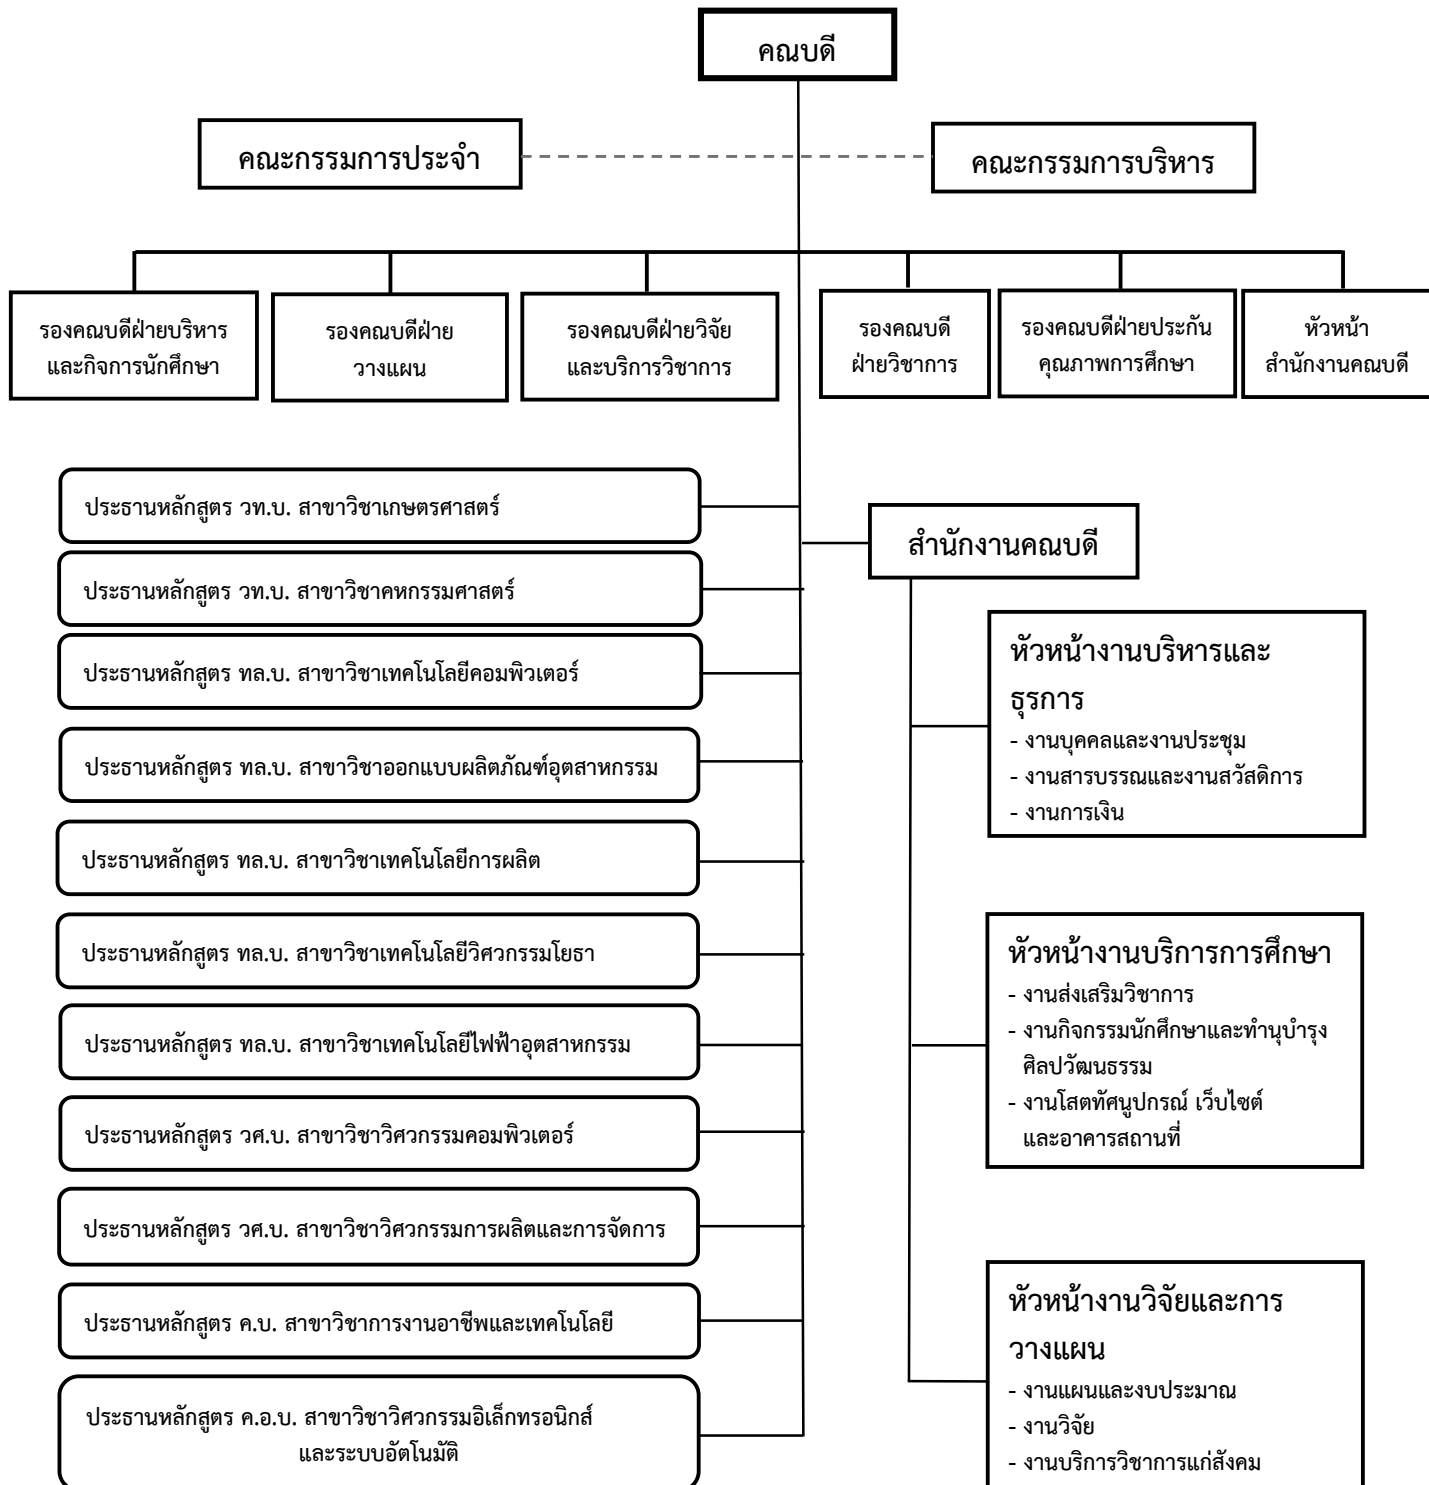 คณบดี
คณะกรรมการประจำ
คณะกรรมการบริหาร
รองคณบดีฝ่ายบริหาร
และกิจการนักศึกษา
รองคณบดีฝ่าย
วางแผน
รองคณบดีฝ่ายวิจัย
และบริการวิชาการ
รองคณบดี
ฝ่ายวิชาการ
รองคณบดีฝ่ายประกัน
คุณภาพการศึกษา
หัวหน้า
สำนักงานคณบดี
ประธานหลักสูตร วท.บ. สาขาวิชาเกษตรศาสตร์
ประธานหลักสูตร วท.บ. สาขาวิชาคหกรรมศาสตร์
ประธานหลักสูตร ทล.บ. สาขาวิชาเทคโนโลยีคอมพิวเตอร์
ประธานหลักสูตร ทล.บ. สาขาวิชาออกแบบผลิตภัณฑ์อุตสาหกรรม
ประธานหลักสูตร ทล.บ. สาขาวิชาเทคโนโลยีการผลิต
ประธานหลักสูตร ทล.บ. สาขาวิชาเทคโนโลยีวิศวกรรมโยธา
ประธานหลักสูตร ทล.บ. สาขาวิชาเทคโนโลยีไฟฟ้าอุตสาหกรรม
ประธานหลักสูตร วศ.บ. สาขาวิชาวิศวกรรมคอมพิวเตอร์
ประธานหลักสูตร วศ.บ. สาขาวิชาวิศวกรรมการผลิตและการจัดการ
ประธานหลักสูตร ค.บ. สาขาวิชาการงานอาชีพและเทคโนโลยี
ประธานหลักสูตร ค.อ.บ. สาขาวิชาวิศวกรรมอิเล็กทรอนิกส์
และระบบอัตโนมัติ
สำนักงานคณบดี
หัวหน้างานบริหารและ
ธุรการ
- งานบุคคลและงานประชุม
- งานสารบรรณและงานสวัสดิการ
- งานการเงิน
หัวหน้างานบริการการศึกษา
- งานส่งเสริมวิชาการ
- งานกิจกรรมนักศึกษาและทำนุบำรุง
ศิลปวัฒนธรรม
- งานโสตทัศนูปกรณ์ เว็บไซต์
และอาคารสถานที่
หัวหน้างานวิจัยและการ
วางแผน
- งานแผนและงบประมาณ
- งานวิจัย
- งานบริการวิชาการแก่สังคม